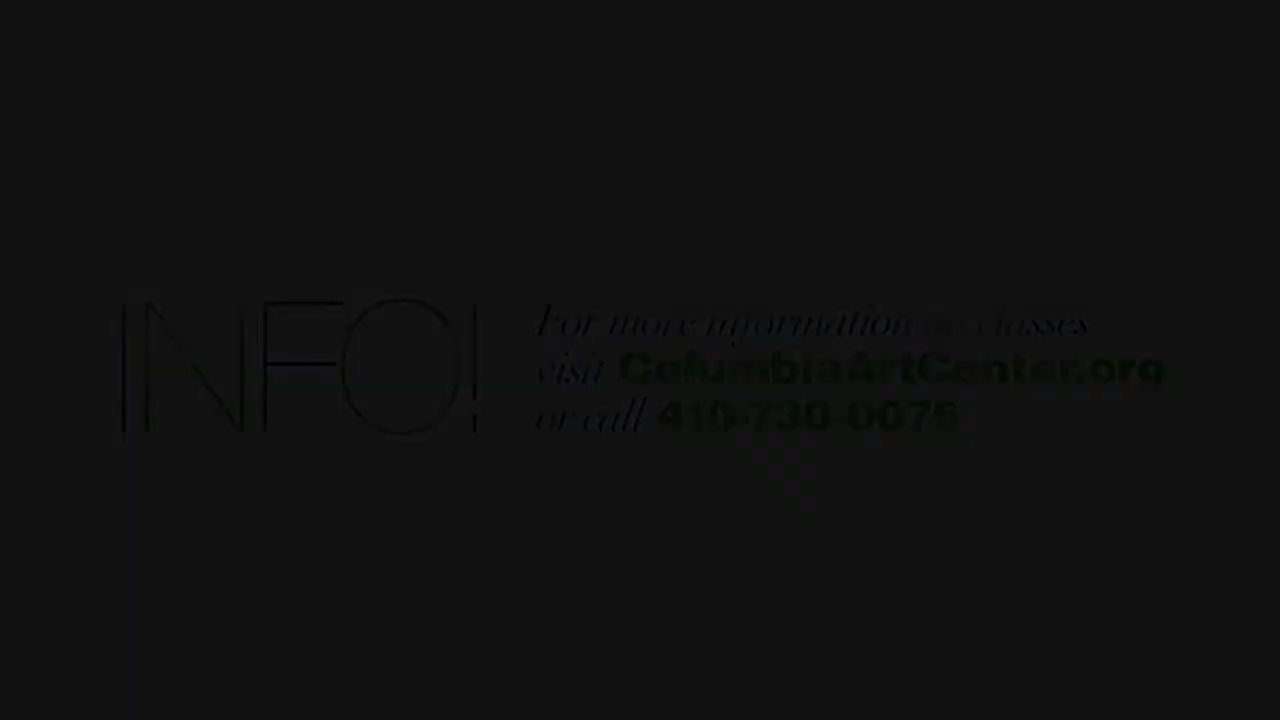 INFO!
For more information on classes
visit ColumbiaArtCenter.org
or call 410-730-0075